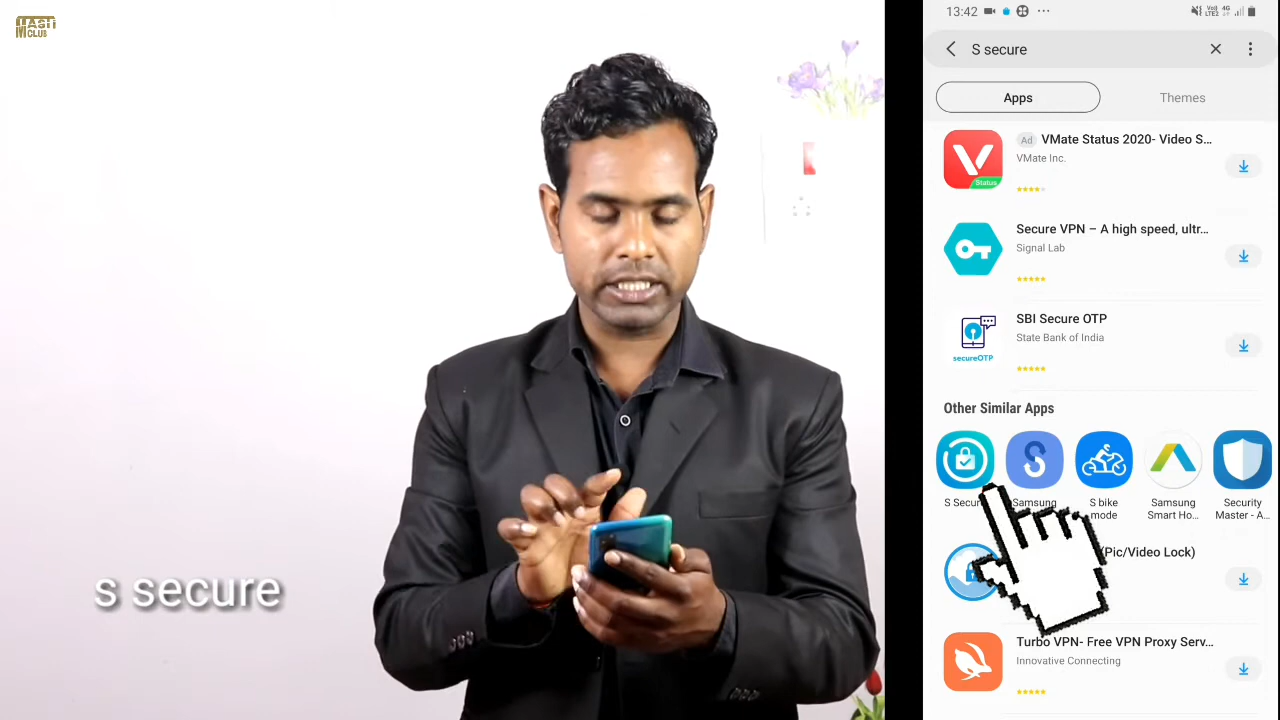 MASTI
CLUB
s secure
13:42
S secure
Apps
Themes
Ad VMate Status 2020- Video S...
VMate Inc.
Status
Secure VPN – A high speed, ultr...
Signal Lab
SBI Secure OTP
State Bank of India
secureOTP
Other Similar Apps
S Secur
Samsung
S bike
mode
Samsung
Smart Ho...
Security
Master - A...
(Pic/Video Lock)
Turbo VPN- Free VPN Proxy Serv...
Innovative Connecting